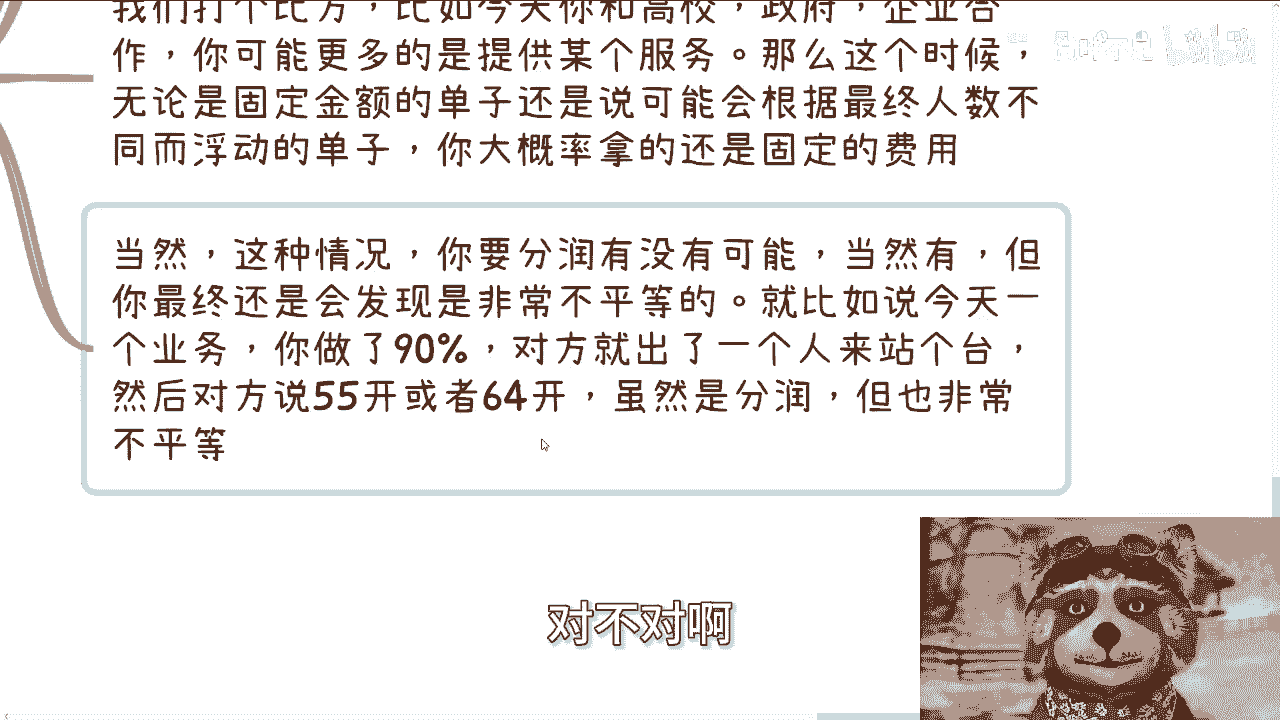 我们打个比方，比如今天你和高校，政府，企业合
作，你可能更多的是提供某个服务。那么这个时候，
无论是固定金额的单子还是说可能会根据最终人数不
同而浮动的单子，你大概率拿的还是固定的费用
当然，这种情况，你要分润有没有可能，当然有，但
你最终还是会发现是非常不平等的。就比如说今天一
个业务，你做了90%，对方就出了一个人来站个台，
然后对方说55开或者64开，虽然是分润，但也非常
不平等
对不对啊